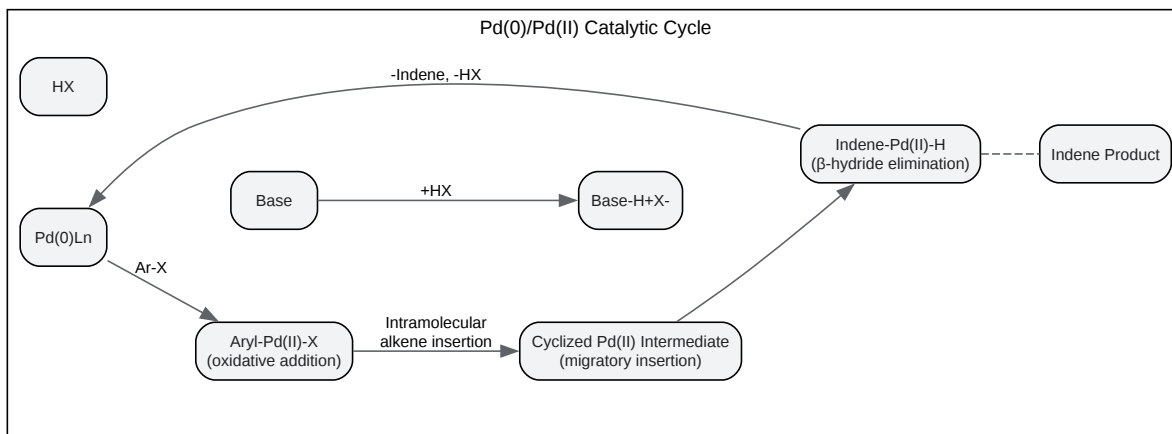 Pd(0)/Pd(II) Catalytic Cycle
HX
-Indene, -HX
Indene-Pd(II)-H
(β-hydride elimination)
Indene Product
Base
+HX
Base-H+X-
Pd(0)Ln
Ar-X
Aryl-Pd(II)-X
(oxidative addition)
Intramolecular
alkene insertion
Cyclized Pd(II) Intermediate
(migratory insertion)